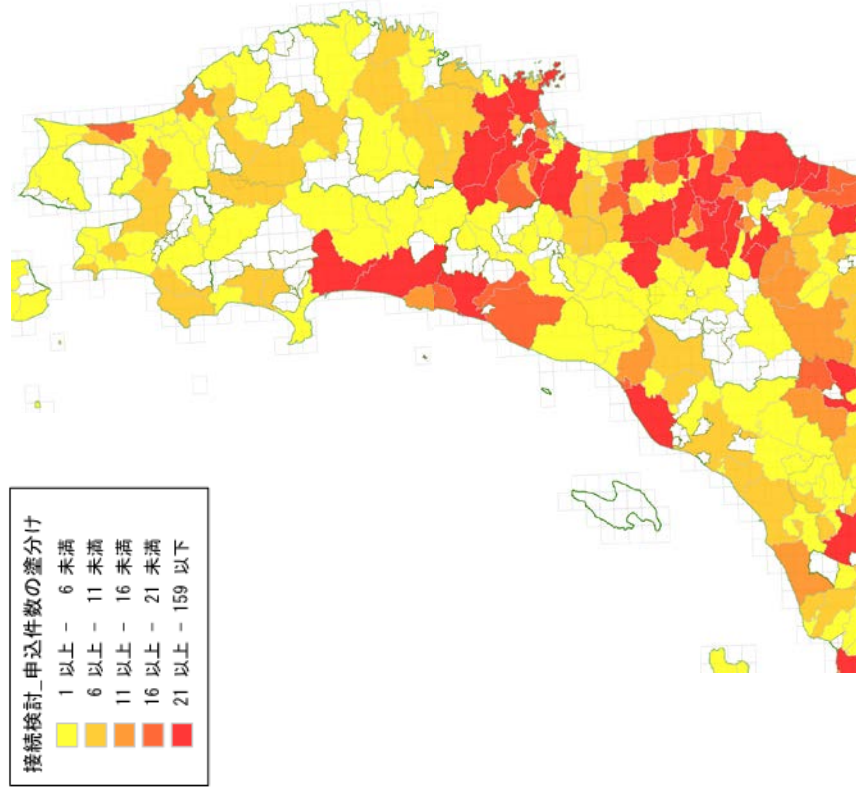 接続検討_申込件数の塗分け
1 以上 - 6 未満
6 以上 - 11 未満
11 以上 - 16 未満
16 以上 - 21 未満
21 以上 - 159 以下